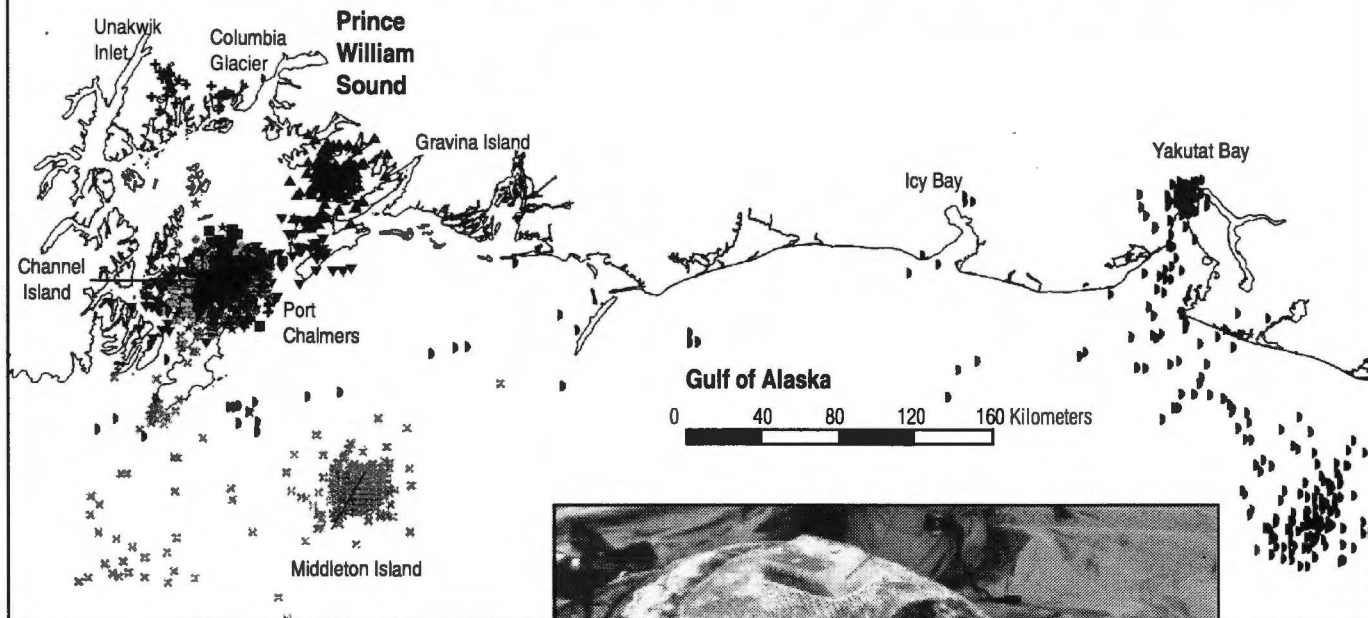 Unakwik
Inlet
Columbia
Glacier
Prince
William
Sound
Gravina Island
Icy Bay
Yakutat Bay
Channel
Island
Port
Chalmers
Gulf of Alaska
0 40 80 120 160 Kilometers
Middleton Island